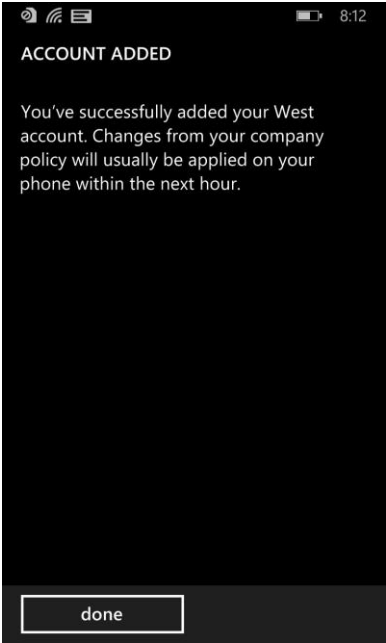 8:12
ACCOUNT ADDED
You've successfully added your West
account. Changes from your company
policy will usually be applied on your
phone within the next hour.
done